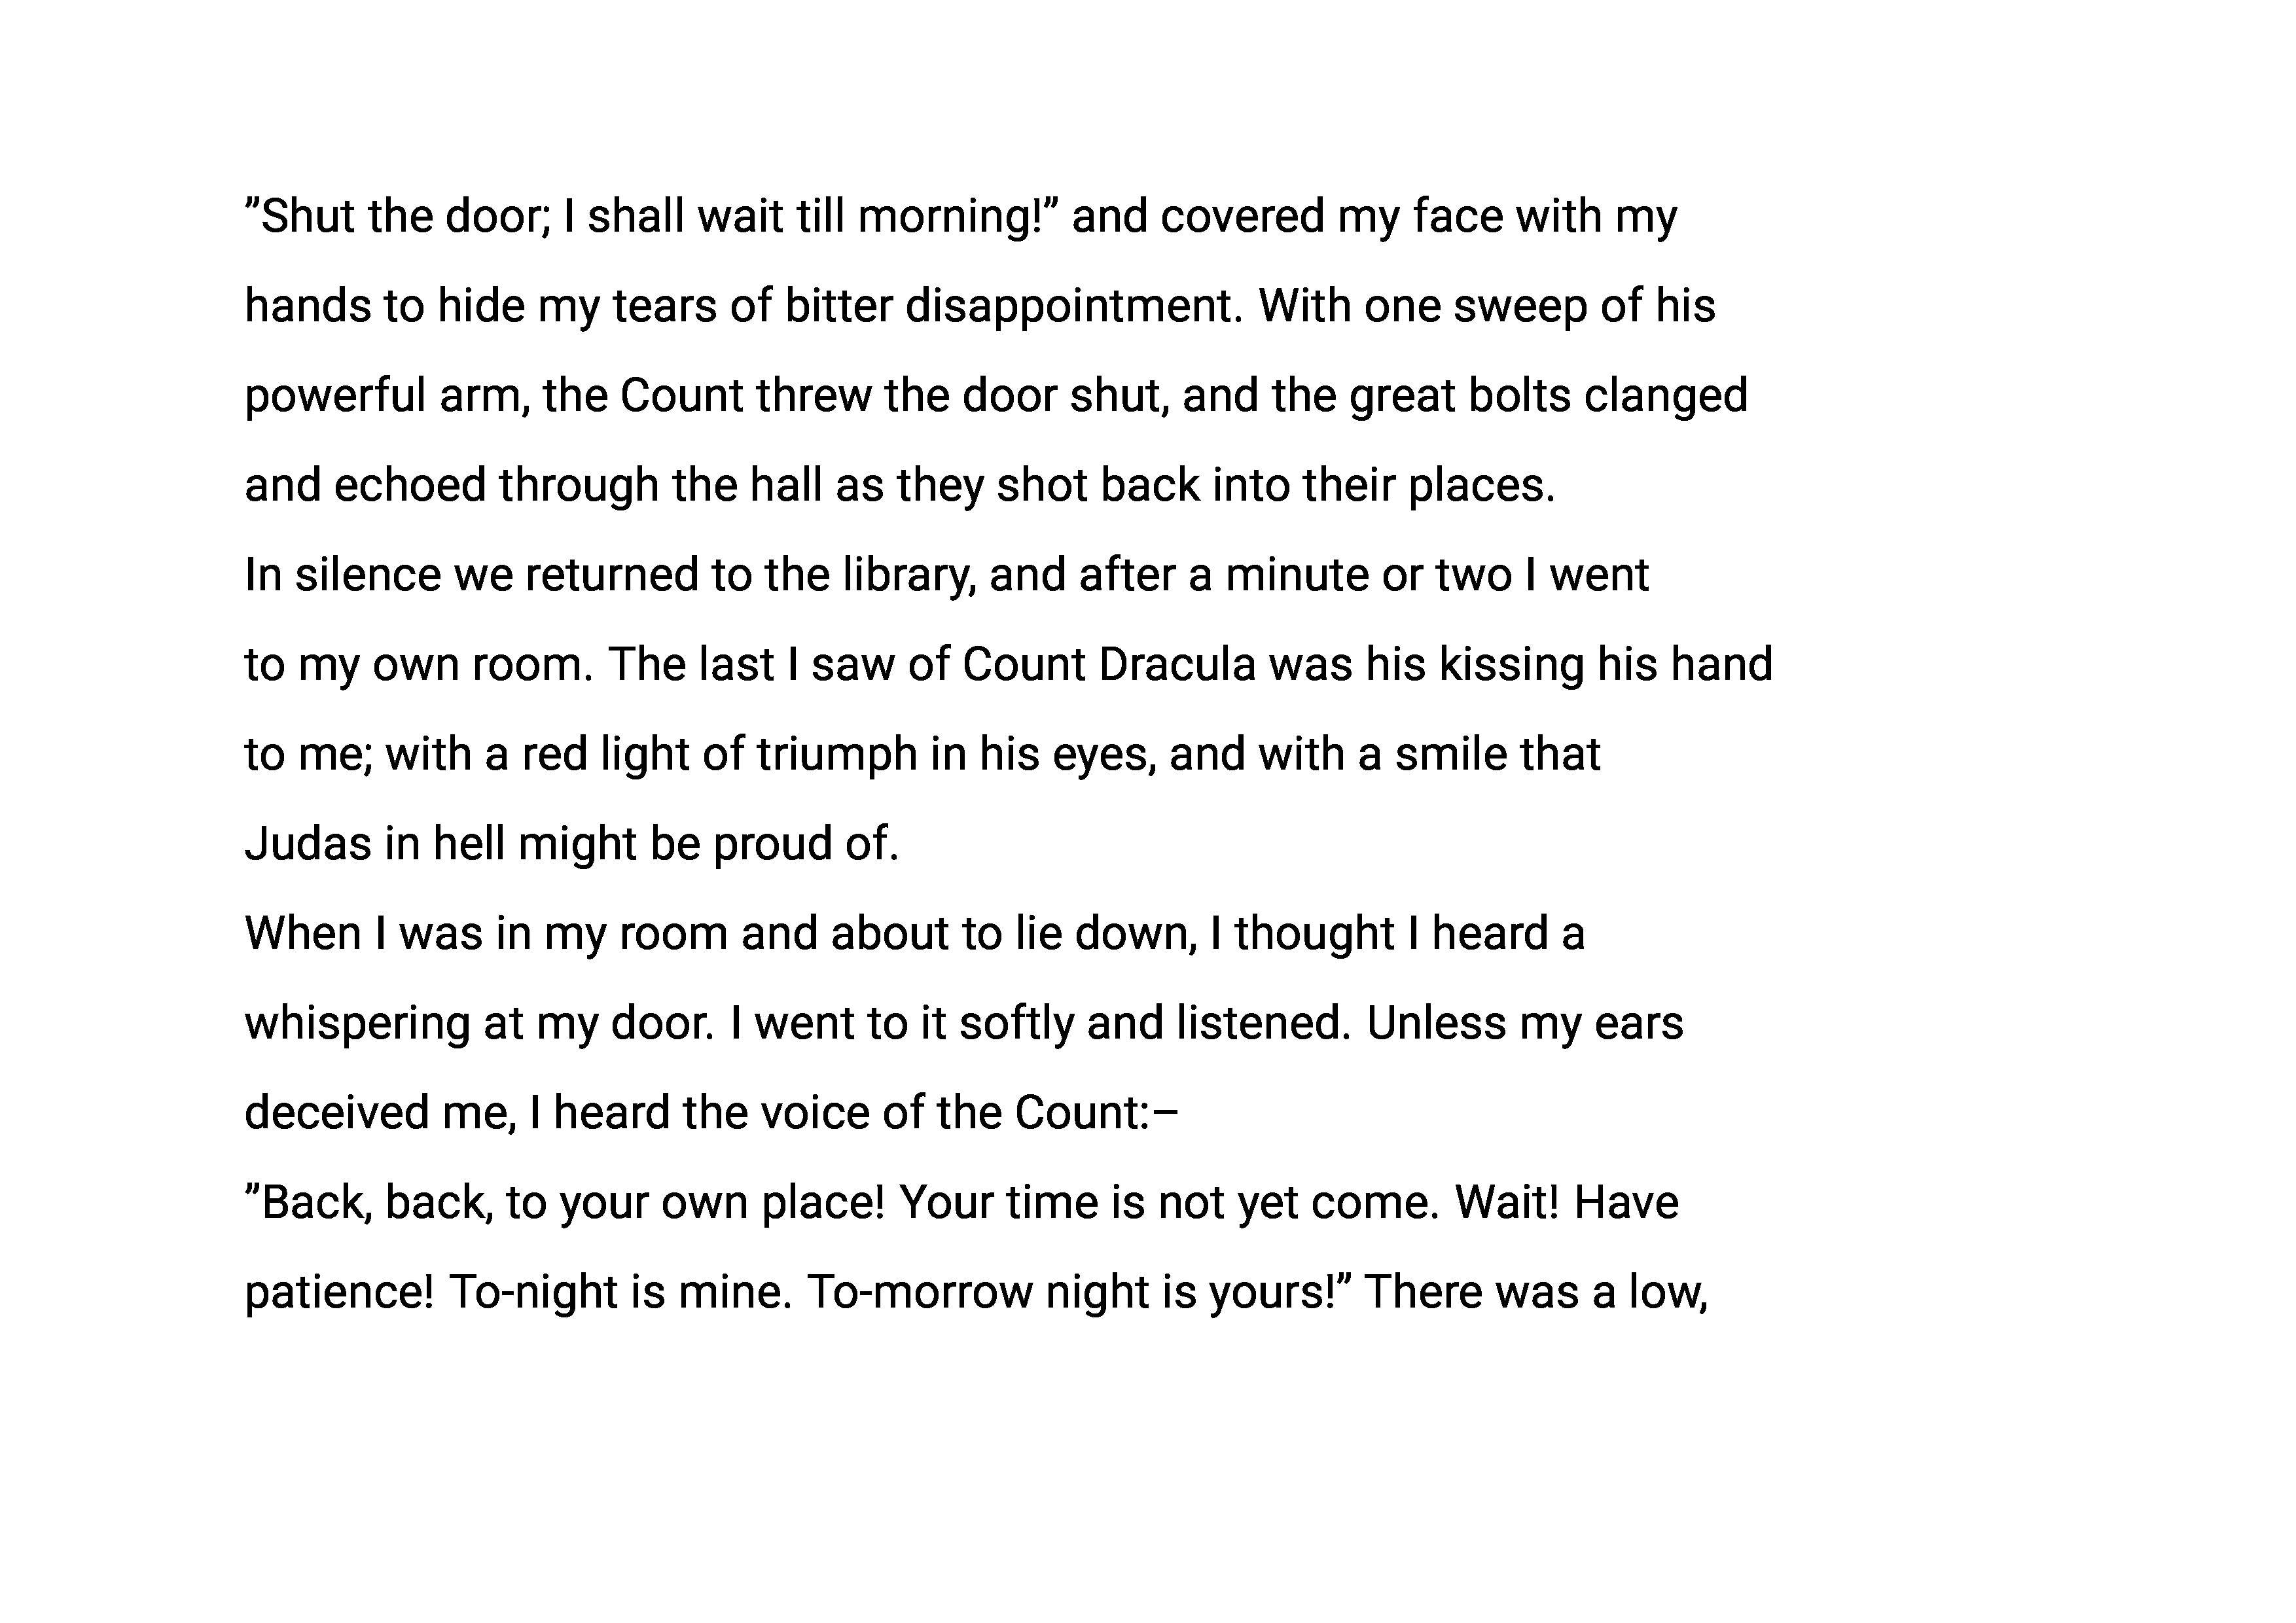 ”Shut the door; I shall wait till morning!” and covered my face with my
hands to hide my tears of bitter disappointment. With one sweep of his
powerful arm, the Count threw the door shut, and the great bolts clanged
and echoed through the hall as they shot back into their places.
In silence we returned to the library, and after a minute or two I went
to my own room. The last I saw of Count Dracula was his kissing his hand
to me; with a red light of triumph in his eyes, and with a smile that
Judas in hell might be proud of.
When I was in my room and about to lie down, I thought I heard a
whispering at my door. I went to it softly and listened. Unless my ears
deceived me, I heard the voice of the Count:–
”Back, back, to your own place! Your time is not yet come. Wait! Have
patience! To-night is mine. To-morrow night is yours!” There was a low,